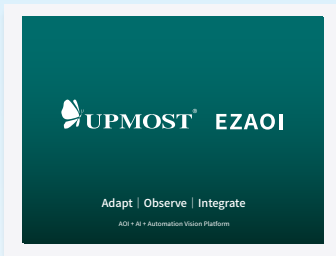 UPMOST® EZAOI
Adapt | Observe | Integrate
AOI + AI + Automation Vision Platform